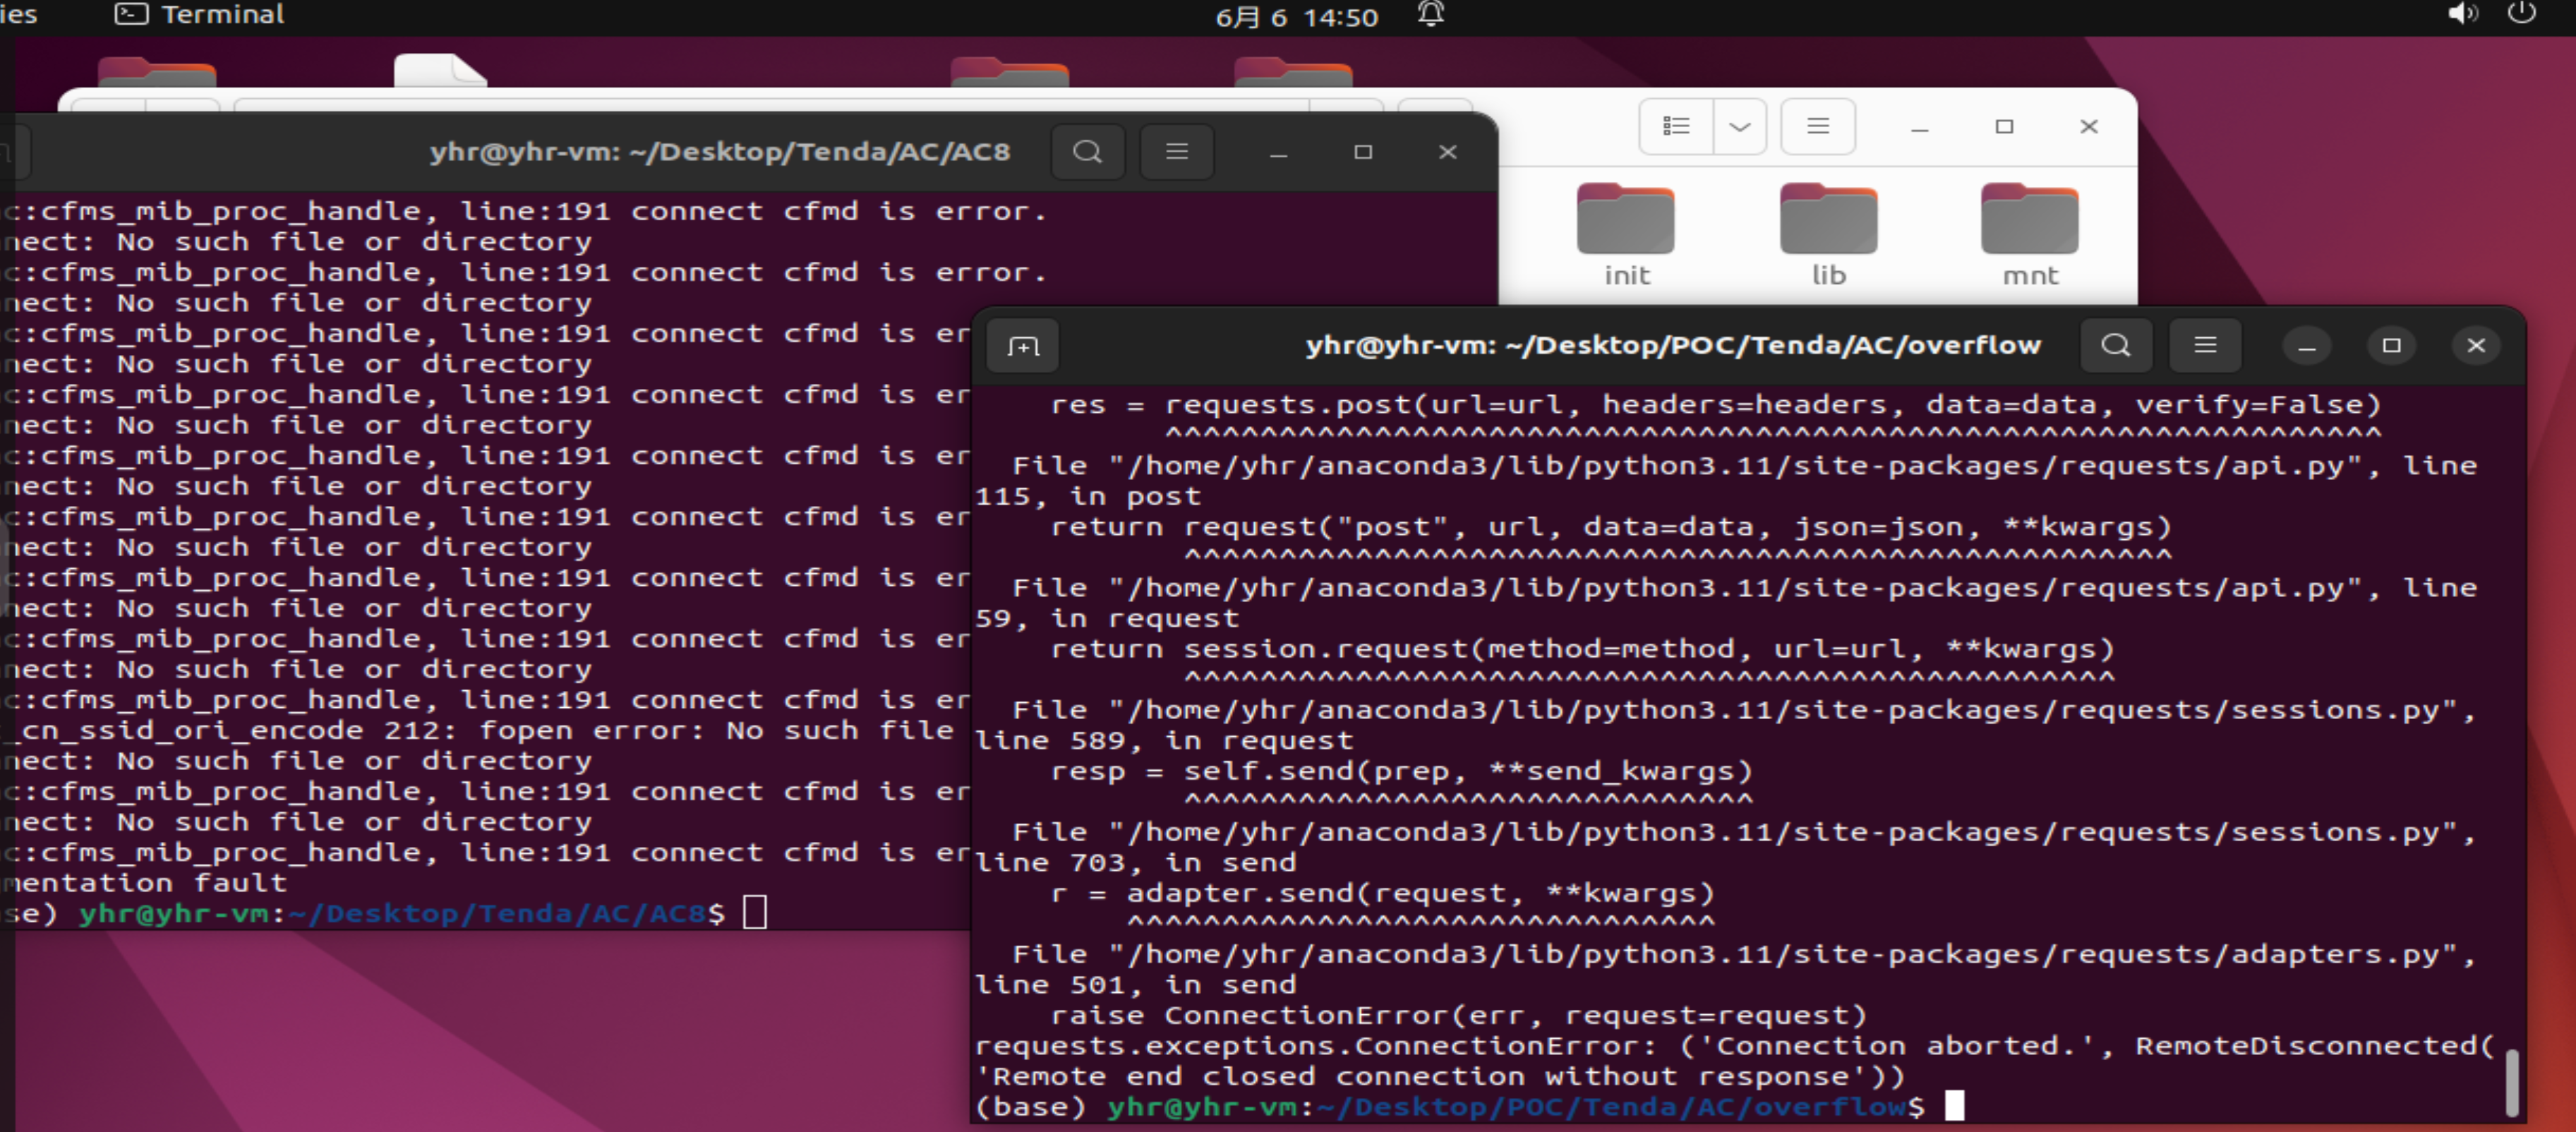 ies Terminal 6月 6 14:50
yhr@yhr-vm: ~/Desktop/Tenda/AC/AC8
c:cfms_mib_proc_handle, line:191 connect cfmd is error.
nect: No such file or directory
c:cfms_mib_proc_handle, line:191 connect cfmd is error.
nect: No such file or directory
c:cfms_mib_proc_handle, line:191 connect cfmd is er
nect: No such file or directory
c:cfms_mib_proc_handle, line:191 connect cfmd is er
nect: No such file or directory
c:cfms_mib_proc_handle, line:191 connect cfmd is er
nect: No such file or directory
c:cfms_mib_proc_handle, line:191 connect cfmd is er
nect: No such file or directory
c:cfms_mib_proc_handle, line:191 connect cfmd is er
nect: No such file or directory
c:cfms_mib_proc_handle, line:191 connect cfmd is er
nect: No such file or directory
c:cfms_mib_proc_handle, line:191 connect cfmd is er
_cn_ssid_ori_encode 212: fopen error: No such file
nect: No such file or directory
c:cfms_mib_proc_handle, line:191 connect cfmd is er
nect: No such file or directory
c:cfms_mib_proc_handle, line:191 connect cfmd is er
mentation fault
se) yhr@yhr-vm:~/Desktop/Tenda/AC/AC8$
init lib mnt
yhr@yhr-vm: ~/Desktop/POC/Tenda/AC/overflow
res = requests.post(url=url, headers=headers, data=data, verify=False)
^^^^^^^^^^^^^^^^^^^^^^^^^^^^^^^^^^^^^^^^^^^^^^^^^^^^^^^^^^^^^^^^
File "/home/yhr/anaconda3/lib/python3.11/site-packages/requests/api.py", line
115, in post
return request("post", url, data=data, json=json, **kwargs)
^^^^^^^^^^^^^^^^^^^^^^^^^^^^^^^^^^^^^^^^^^^^^^^^^^^^
File "/home/yhr/anaconda3/lib/python3.11/site-packages/requests/api.py", line
59, in request
return session.request(method=method, url=url, **kwargs)
^^^^^^^^^^^^^^^^^^^^^^^^^^^^^^^^^^^^^^^^^^^^^^^^^
File "/home/yhr/anaconda3/lib/python3.11/site-packages/requests/sessions.py",
line 589, in request
resp = self.send(prep, **send_kwargs)
^^^^^^^^^^^^^^^^^^^^^^^^^^^^^^
File "/home/yhr/anaconda3/lib/python3.11/site-packages/requests/sessions.py",
line 703, in send
r = adapter.send(request, **kwargs)
^^^^^^^^^^^^^^^^^^^^^^^^^^^^^^^
File "/home/yhr/anaconda3/lib/python3.11/site-packages/requests/adapters.py",
line 501, in send
raise ConnectionError(err, request=request)
requests.exceptions.ConnectionError: ('Connection aborted.', RemoteDisconnected(
'Remote end closed connection without response'))
(base) yhr@yhr-vm:~/Desktop/POC/Tenda/AC/overflow$